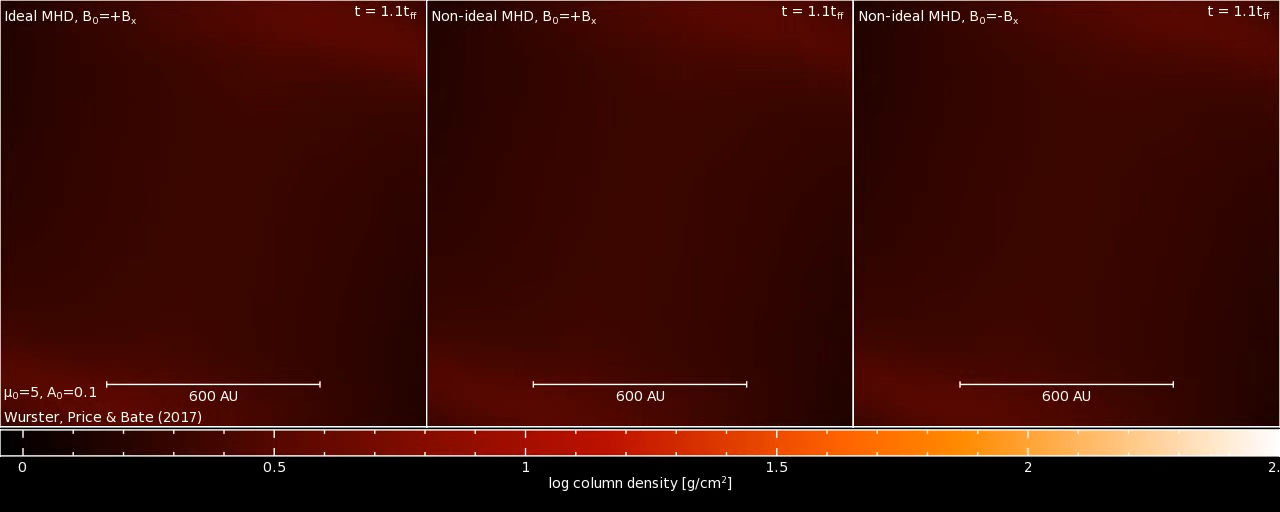 Ideal MHD, B₀=+Bₓ
t = 1.1t_ff
Non-ideal MHD, B₀=+Bₓ
t = 1.1t_ff
Non-ideal MHD, B₀=-Bₓ
t = 1.1t_ff
μ₀=5, A₀=0.1
600 AU
600 AU
600 AU
Wurster, Price & Bate (2017)
0 0.5 1 1.5 2 2.
log column density [g/cm²]